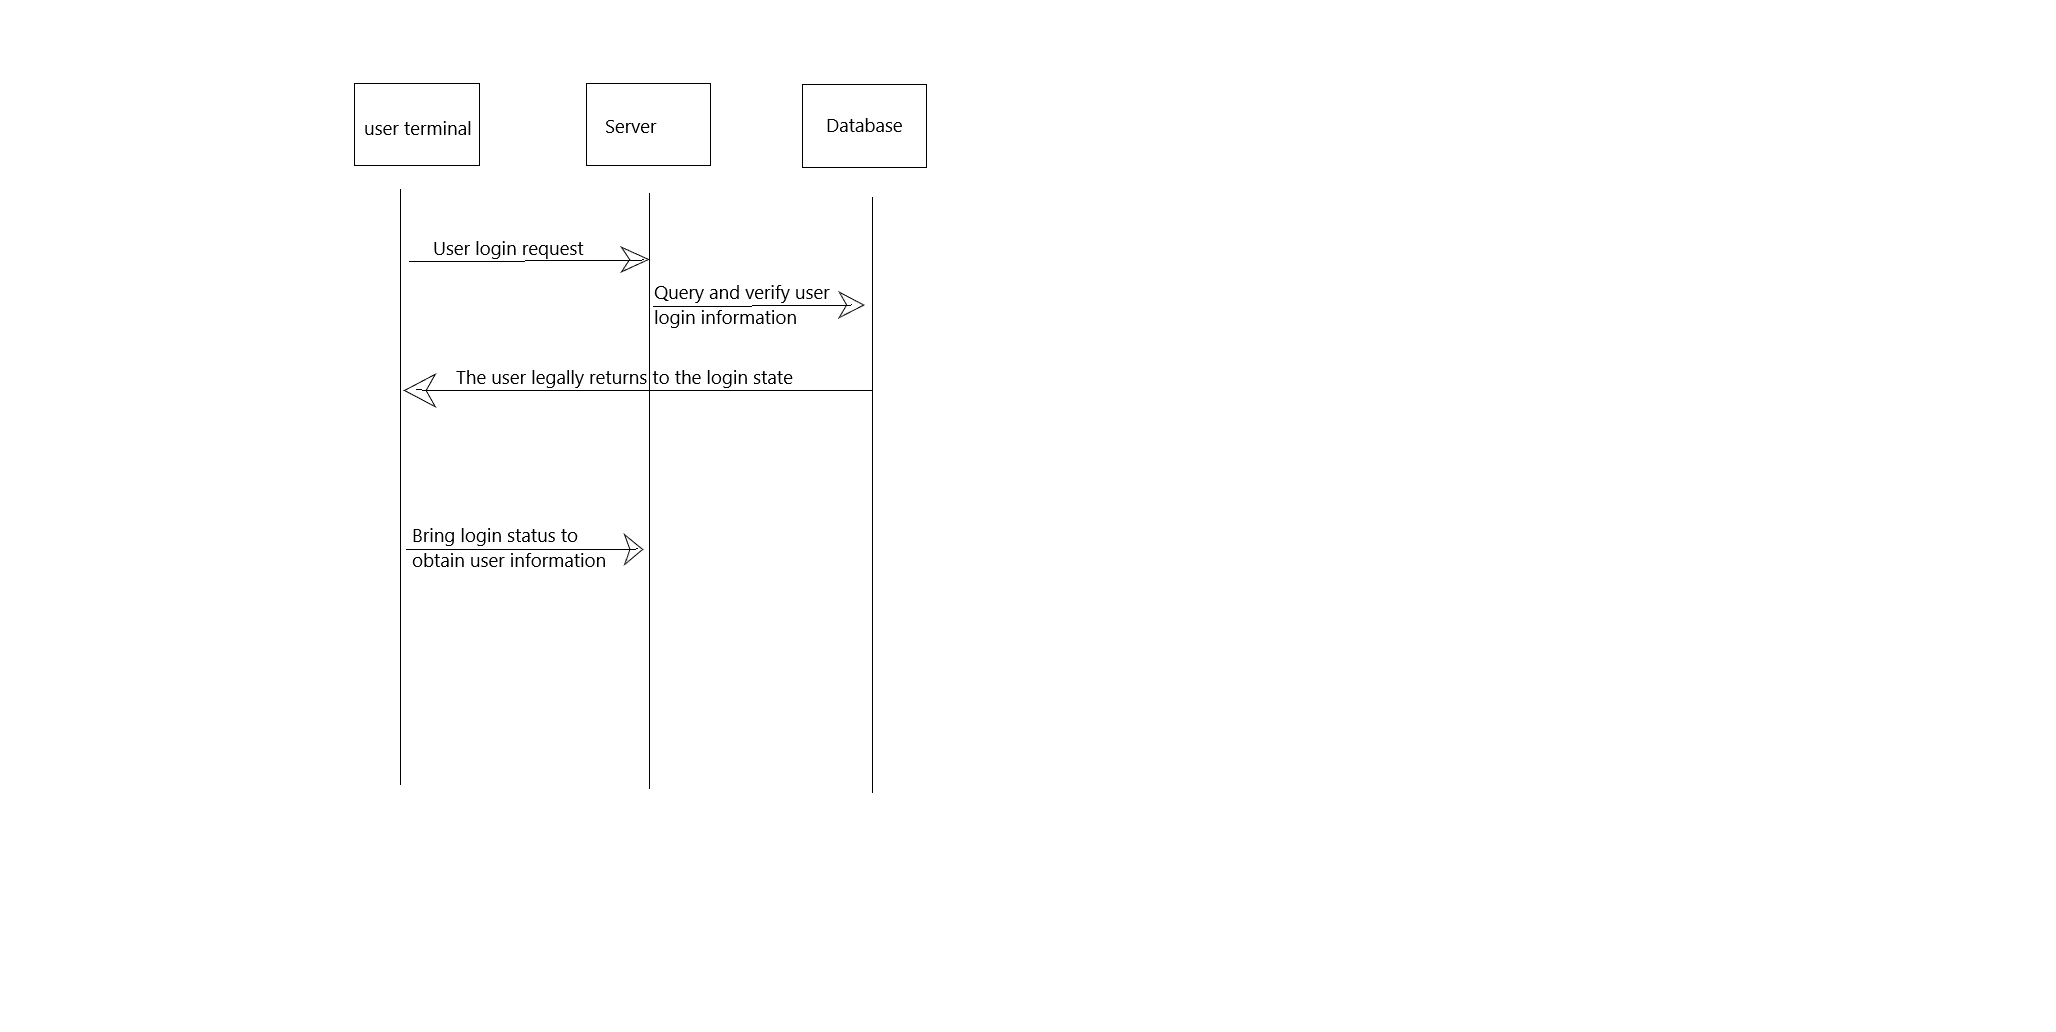 user terminal
Server
Database
User login request
Query and verify user
login information
The user legally returns to the login state
Bring login status to
obtain user information